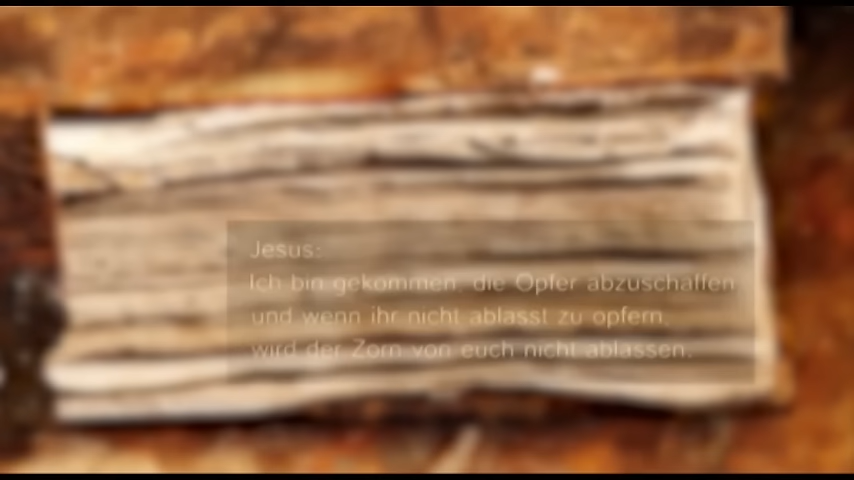 Jesus:
Ich bin gekommen, die Opfer abzuschaffen
und wenn ihr nicht ablasst zu opfern,
wird der Zorn von euch nicht ablassen.